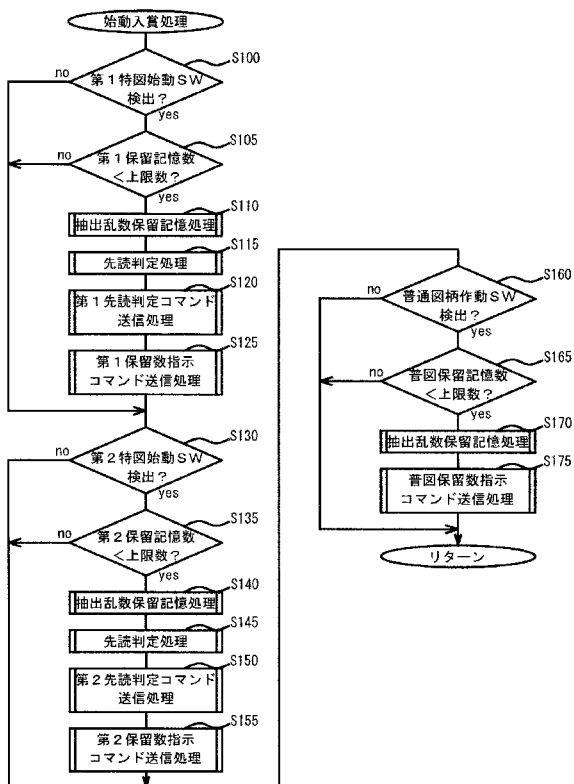 始動入賞処理
S100
第１特図始動ＳＷ
検出？
no
yes
S105
第１保留記憶数
＜上限数？
no
yes
S110
抽出乱数保留記憶処理
S115
先読判定処理
S120
第１先読判定コマンド
送信処理
S125
第１保留数指示
コマンド送信処理
S130
第２特図始動ＳＷ
検出？
no
yes
S135
第２保留記憶数
＜上限数？
no
yes
S140
抽出乱数保留記憶処理
S145
先読判定処理
S150
第２先読判定コマンド
送信処理
S155
第２保留数指示
コマンド送信処理
S160
普通図柄作動ＳＷ
検出？
no
yes
S165
普図保留記憶数
＜上限数？
no
yes
S170
抽出乱数保留記憶処理
S175
普図保留数指示
コマンド送信処理
リターン